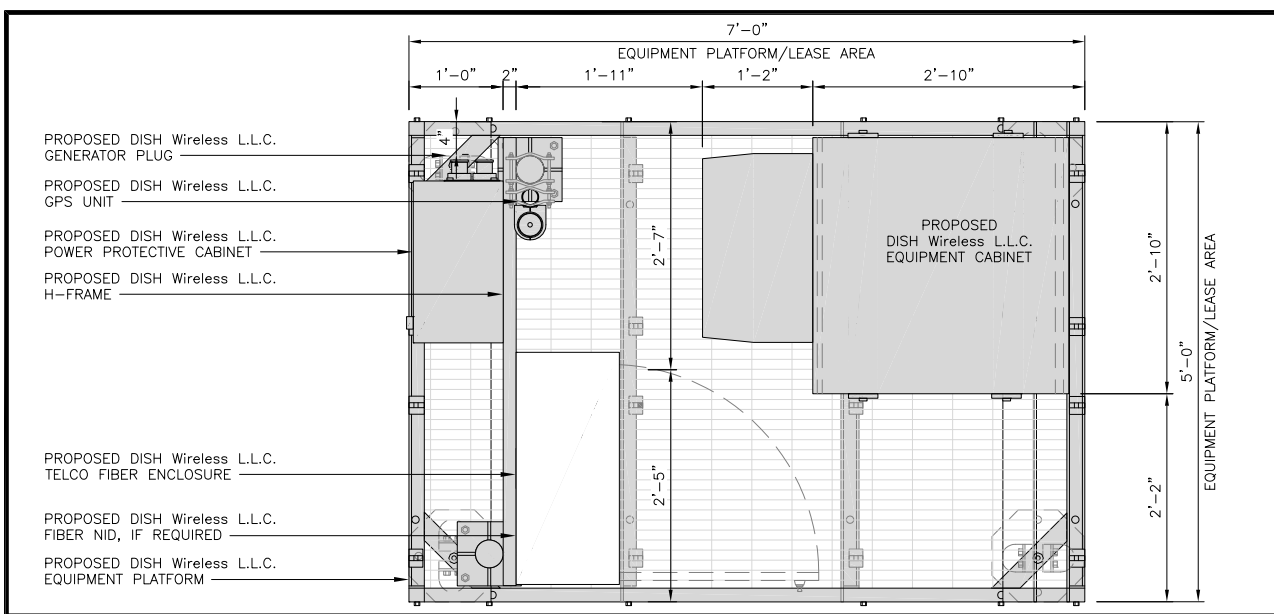 7'-0"
EQUIPMENT PLATFORM/LEASE AREA
1'-0"
2"
1'-11"
1'-2"
2'-10"
4"
PROPOSED DISH Wireless L.L.C.
GENERATOR PLUG
PROPOSED DISH Wireless L.L.C.
GPS UNIT
PROPOSED DISH Wireless L.L.C.
POWER PROTECTIVE CABINET
PROPOSED DISH Wireless L.L.C.
H-FRAME
PROPOSED DISH Wireless L.L.C.
TELCO FIBER ENCLOSURE
PROPOSED DISH Wireless L.L.C.
FIBER NID, IF REQUIRED
PROPOSED DISH Wireless L.L.C.
EQUIPMENT PLATFORM
2'-7"
2'-5"
PROPOSED
DISH Wireless L.L.C.
EQUIPMENT CABINET
2'-10"
2'-2"
5'-0"
EQUIPMENT PLATFORM/LEASE AREA